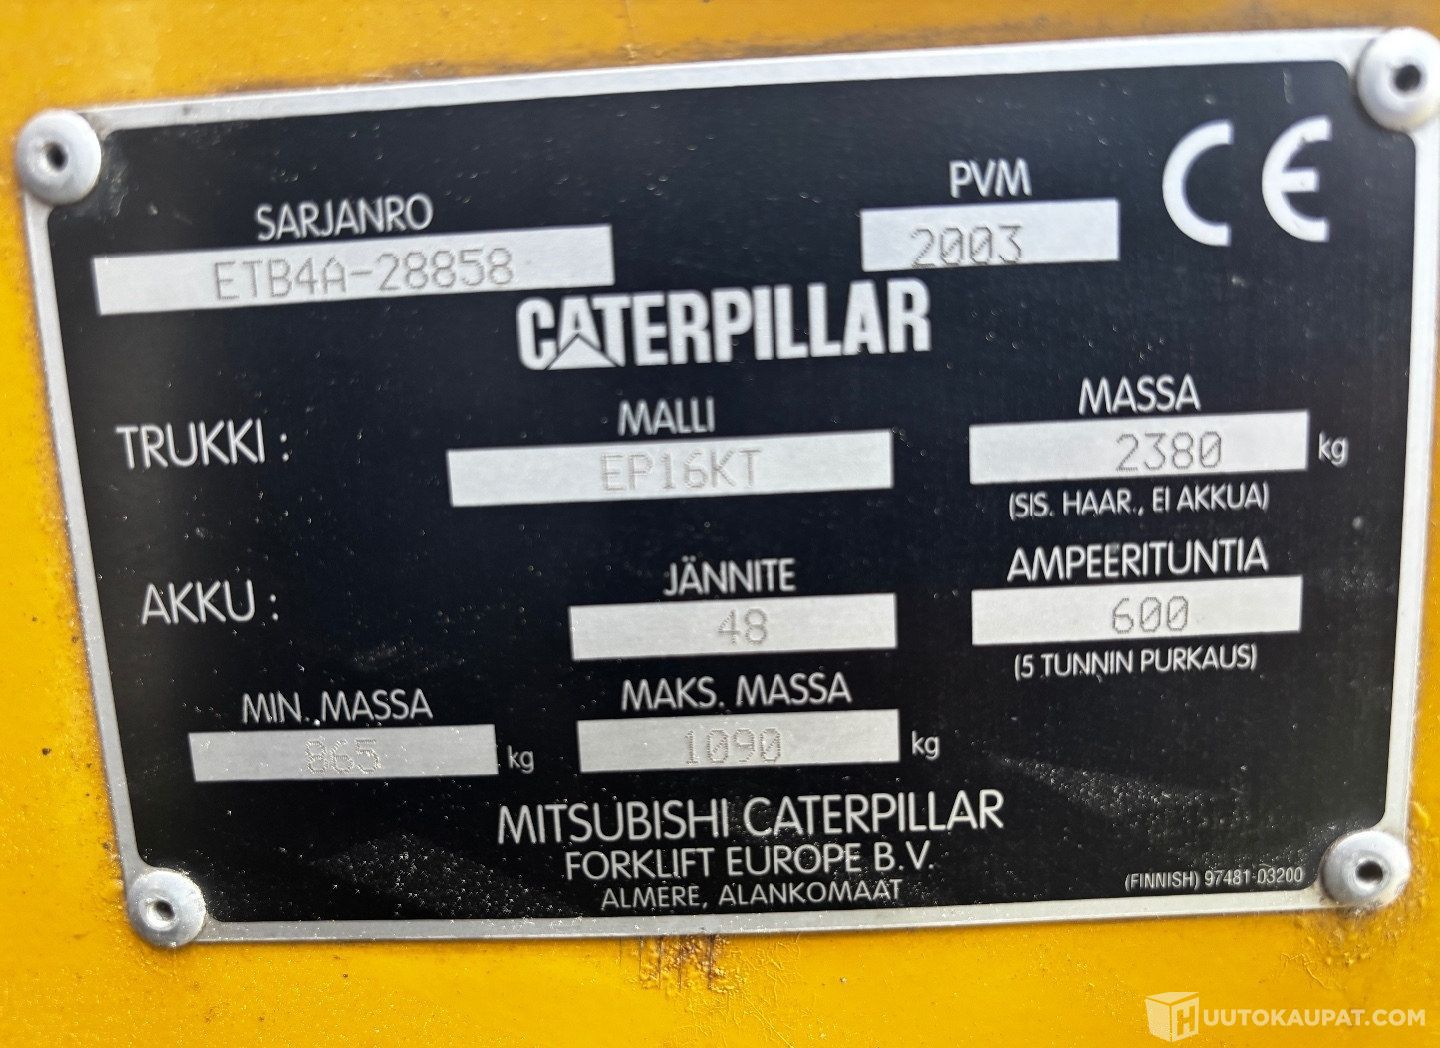 SARJANRO
ETB4A-28858
PVM
2003
CE
CATERPILLAR
TRUKKI :
MALLI
EP16KT
MASSA
2380 kg
(SIS. HAAR., EI AKKUA)
AKKU :
JÄNNITE
48
AMPEERITUNTIA
600
(5 TUNNIN PURKAUS)
MIN. MASSA
865 kg
MAKS. MASSA
1090 kg
MITSUBISHI CATERPILLAR
FORKLIFT EUROPE B.V.
ALMERE, ALANKOMAAT
(FINNISH) 97481-03200
HUUTOKAUPAT.COM